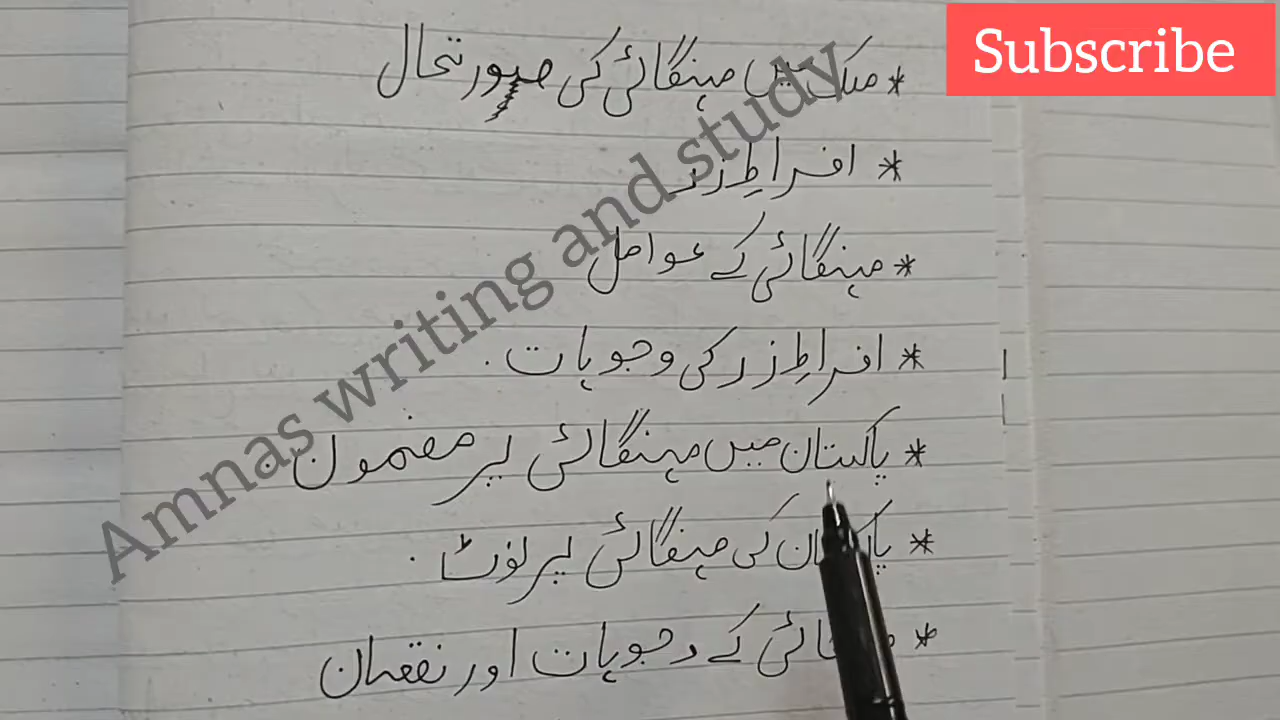 Subscribe
* ملک میں مہنگائی کی صورتحال
* افراطِ زر
* مہنگائی کے عوامل
* افراطِ زر کی وجوہات.
* پاکستان میں مہنگائی پر مضمون.
* پاکستان کی مہنگائی پر نوٹ.
* مہنگائی کے وجوہات اور نقصان
Amnas writing and study